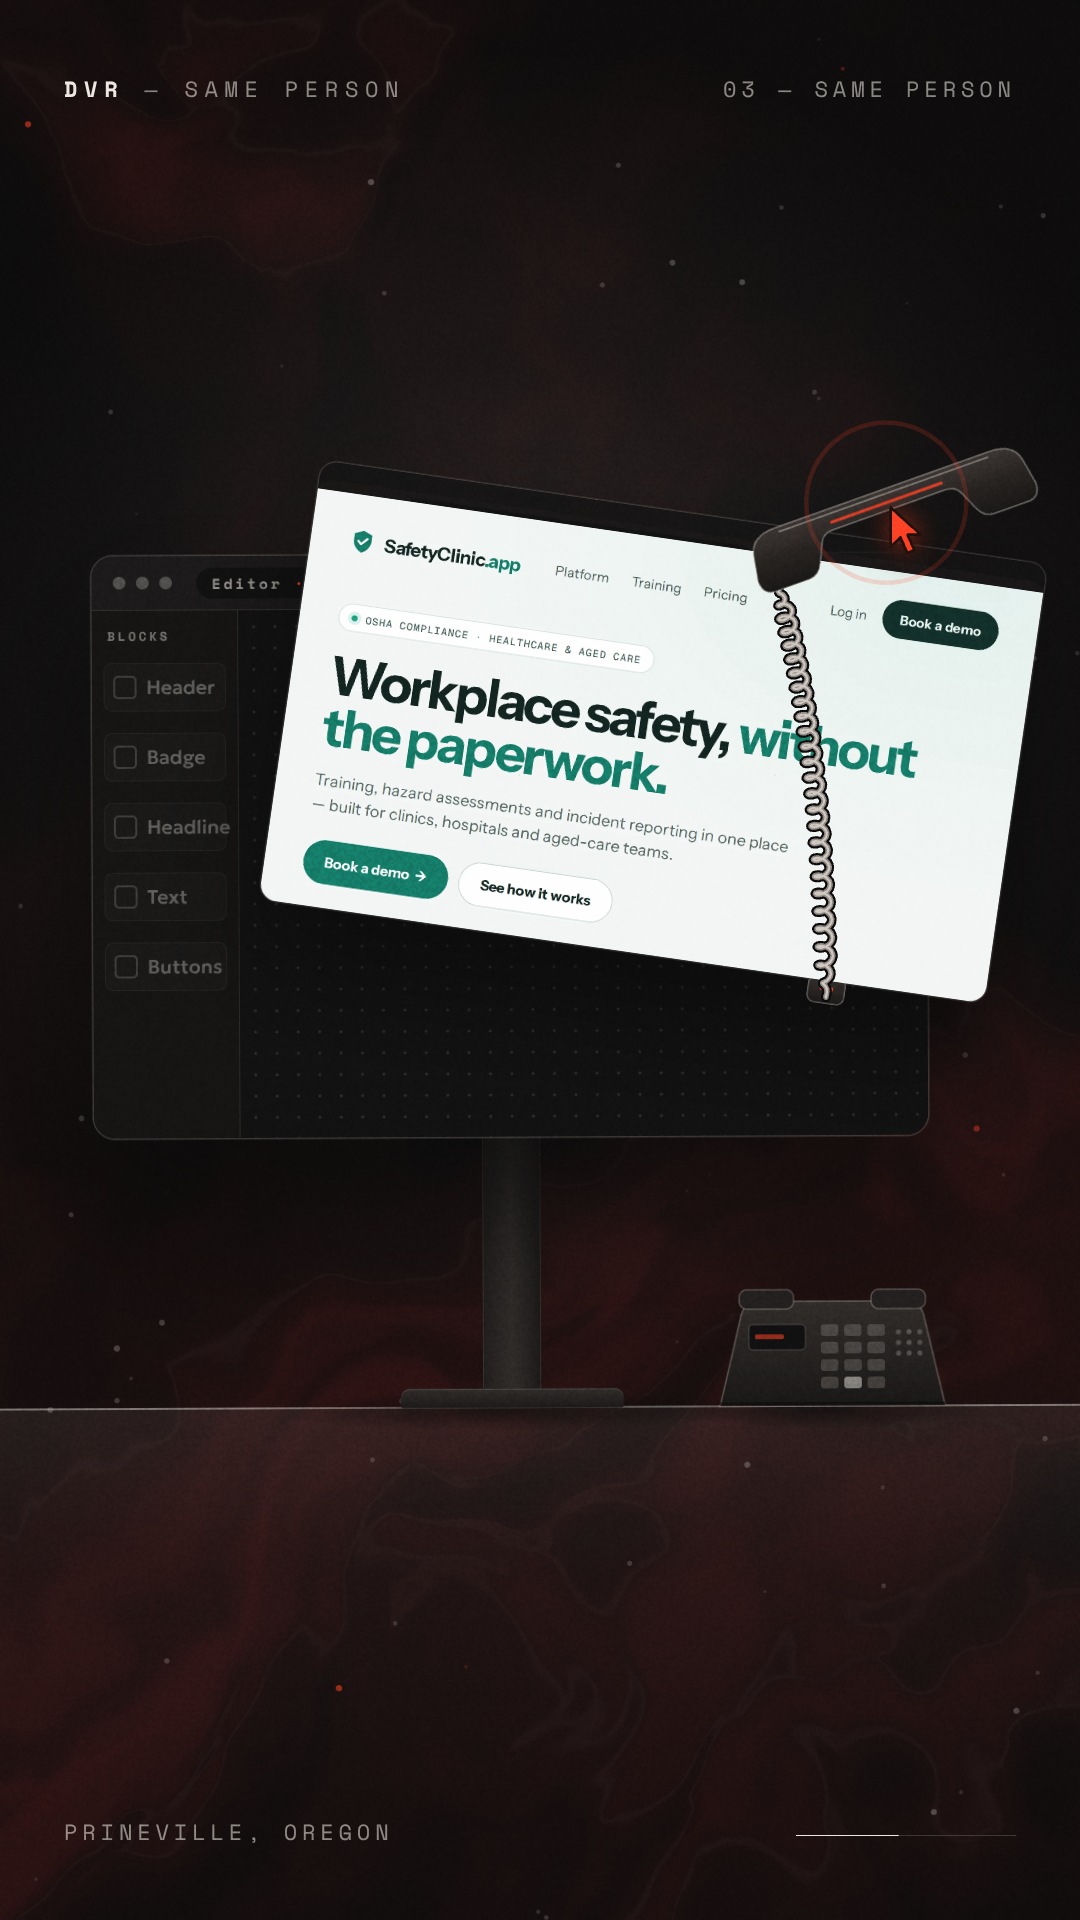 DVR — SAME PERSON
03 — SAME PERSON
Editor
BLOCKS
Header
Badge
Headline
Text
Buttons
SafetyClinic.app
Platform
Training
Pricing
Log in
Book a demo
OSHA COMPLIANCE · HEALTHCARE & AGED CARE
Workplace safety, without
the paperwork.
Training, hazard assessments and incident reporting in one place
— built for clinics, hospitals and aged-care teams.
Book a demo →
See how it works
PRINEVILLE, OREGON